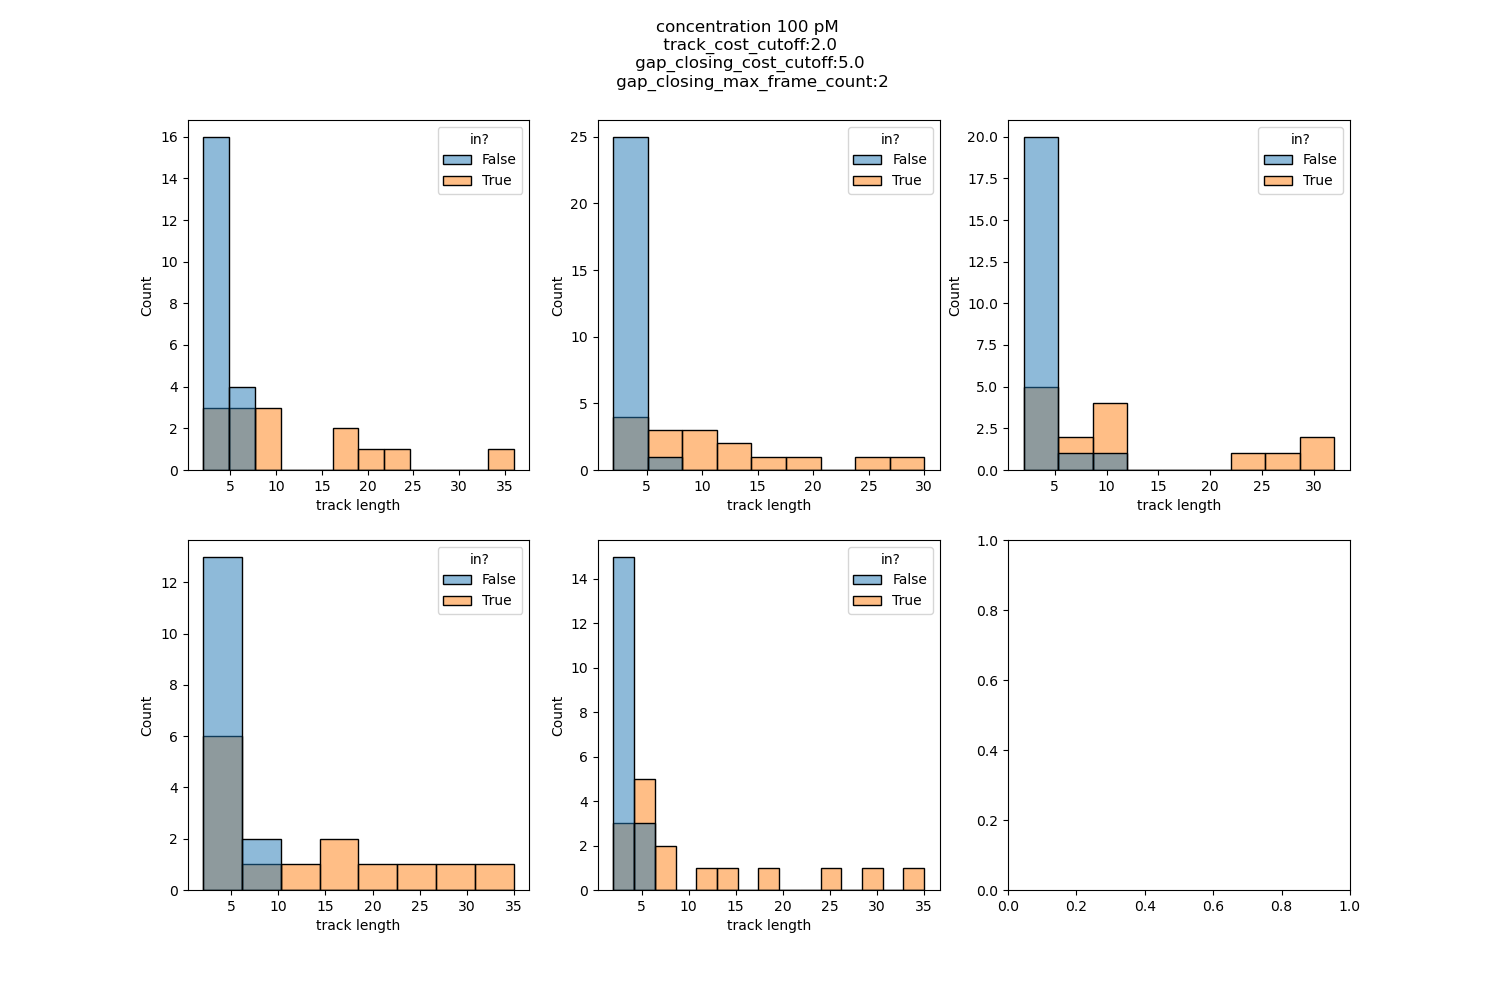 concentration 100 pM
track_cost_cutoff:2.0
gap_closing_cost_cutoff:5.0
gap_closing_max_frame_count:2
16
14
12
10
8
6
4
2
0
Count
5 10 15 20 25 30 35
track length
in?
False
True
25
20
15
10
5
0
Count
5 10 15 20 25 30
track length
in?
False
True
20.0
17.5
15.0
12.5
10.0
7.5
5.0
2.5
0.0
Count
5 10 15 20 25 30
track length
in?
False
True
12
10
8
6
4
2
0
Count
5 10 15 20 25 30 35
track length
in?
False
True
14
12
10
8
6
4
2
0
Count
5 10 15 20 25 30 35
track length
in?
False
True
1.0
0.8
0.6
0.4
0.2
0.0
0.0 0.2 0.4 0.6 0.8 1.0